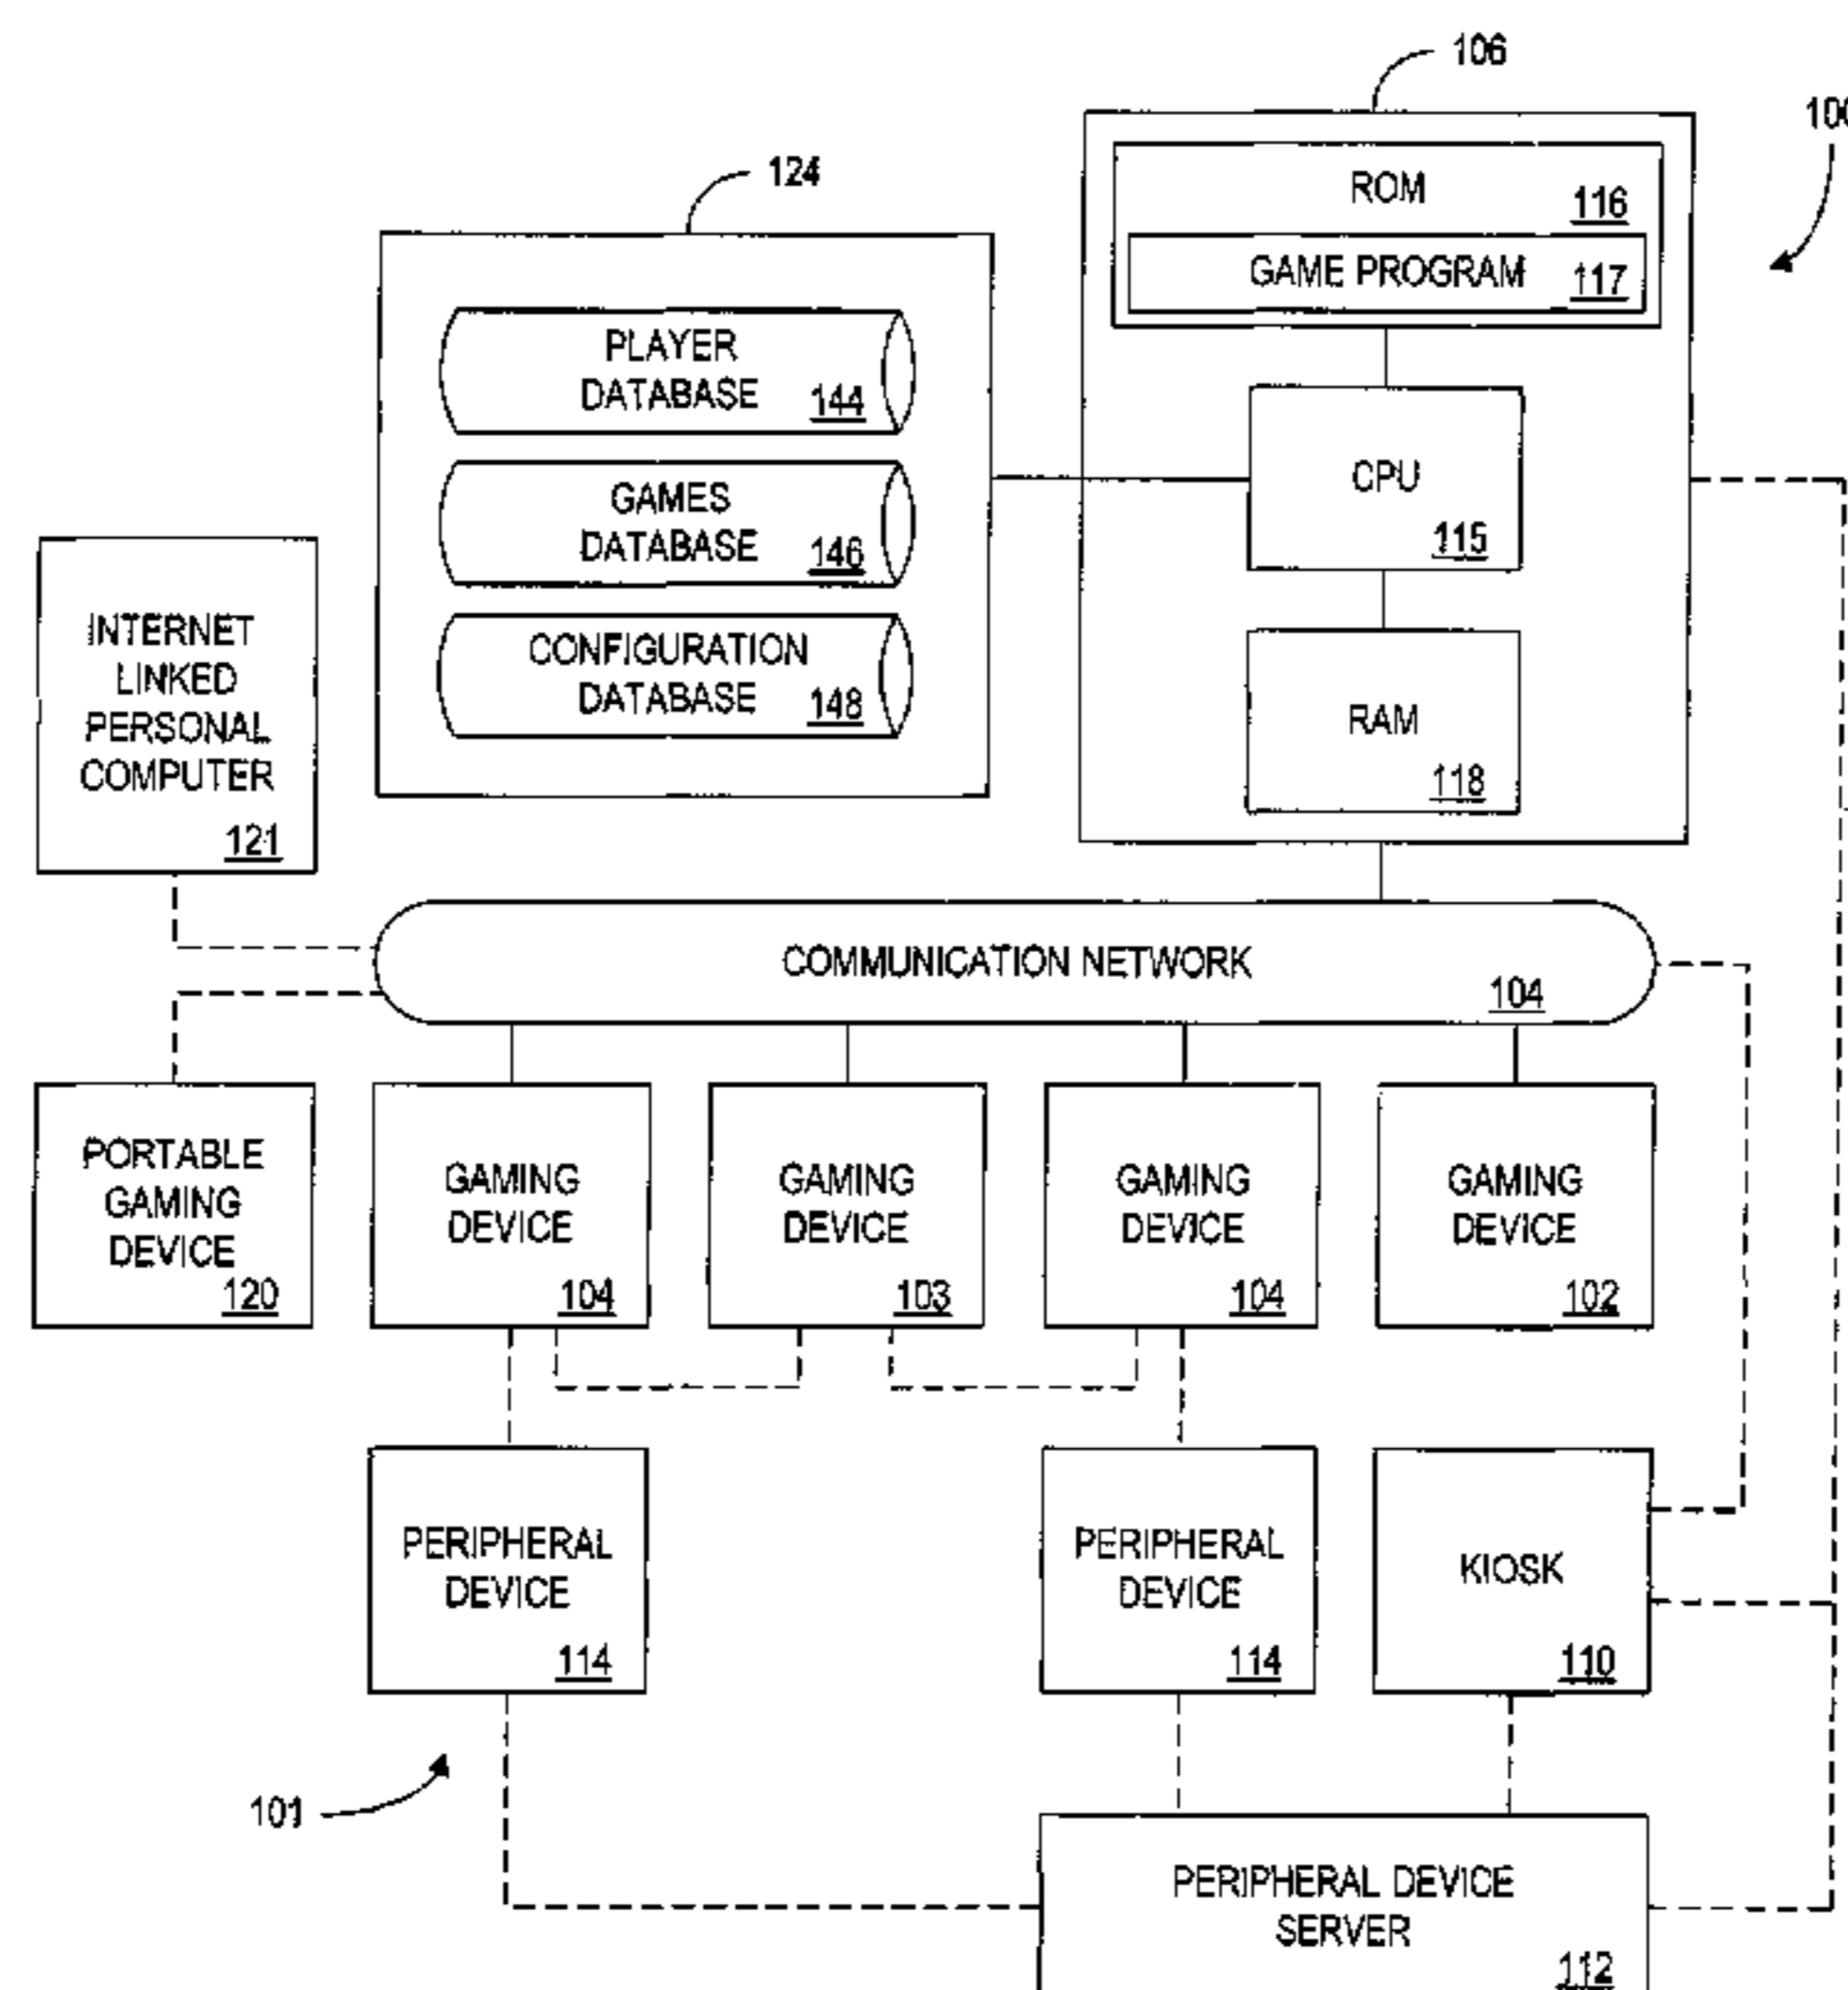 106
100
124
ROM
116
GAME PROGRAM
117
PLAYER
DATABASE
144
GAMES
DATABASE
146
CONFIGURATION
DATABASE
148
CPU
115
RAM
118
INTERNET
LINKED
PERSONAL
COMPUTER
121
COMMUNICATION NETWORK
104
PORTABLE
GAMING
DEVICE
120
GAMING
DEVICE
104
GAMING
DEVICE
103
GAMING
DEVICE
104
GAMING
DEVICE
102
PERIPHERAL
DEVICE
114
PERIPHERAL
DEVICE
114
KIOSK
110
101
PERIPHERAL DEVICE
SERVER
112